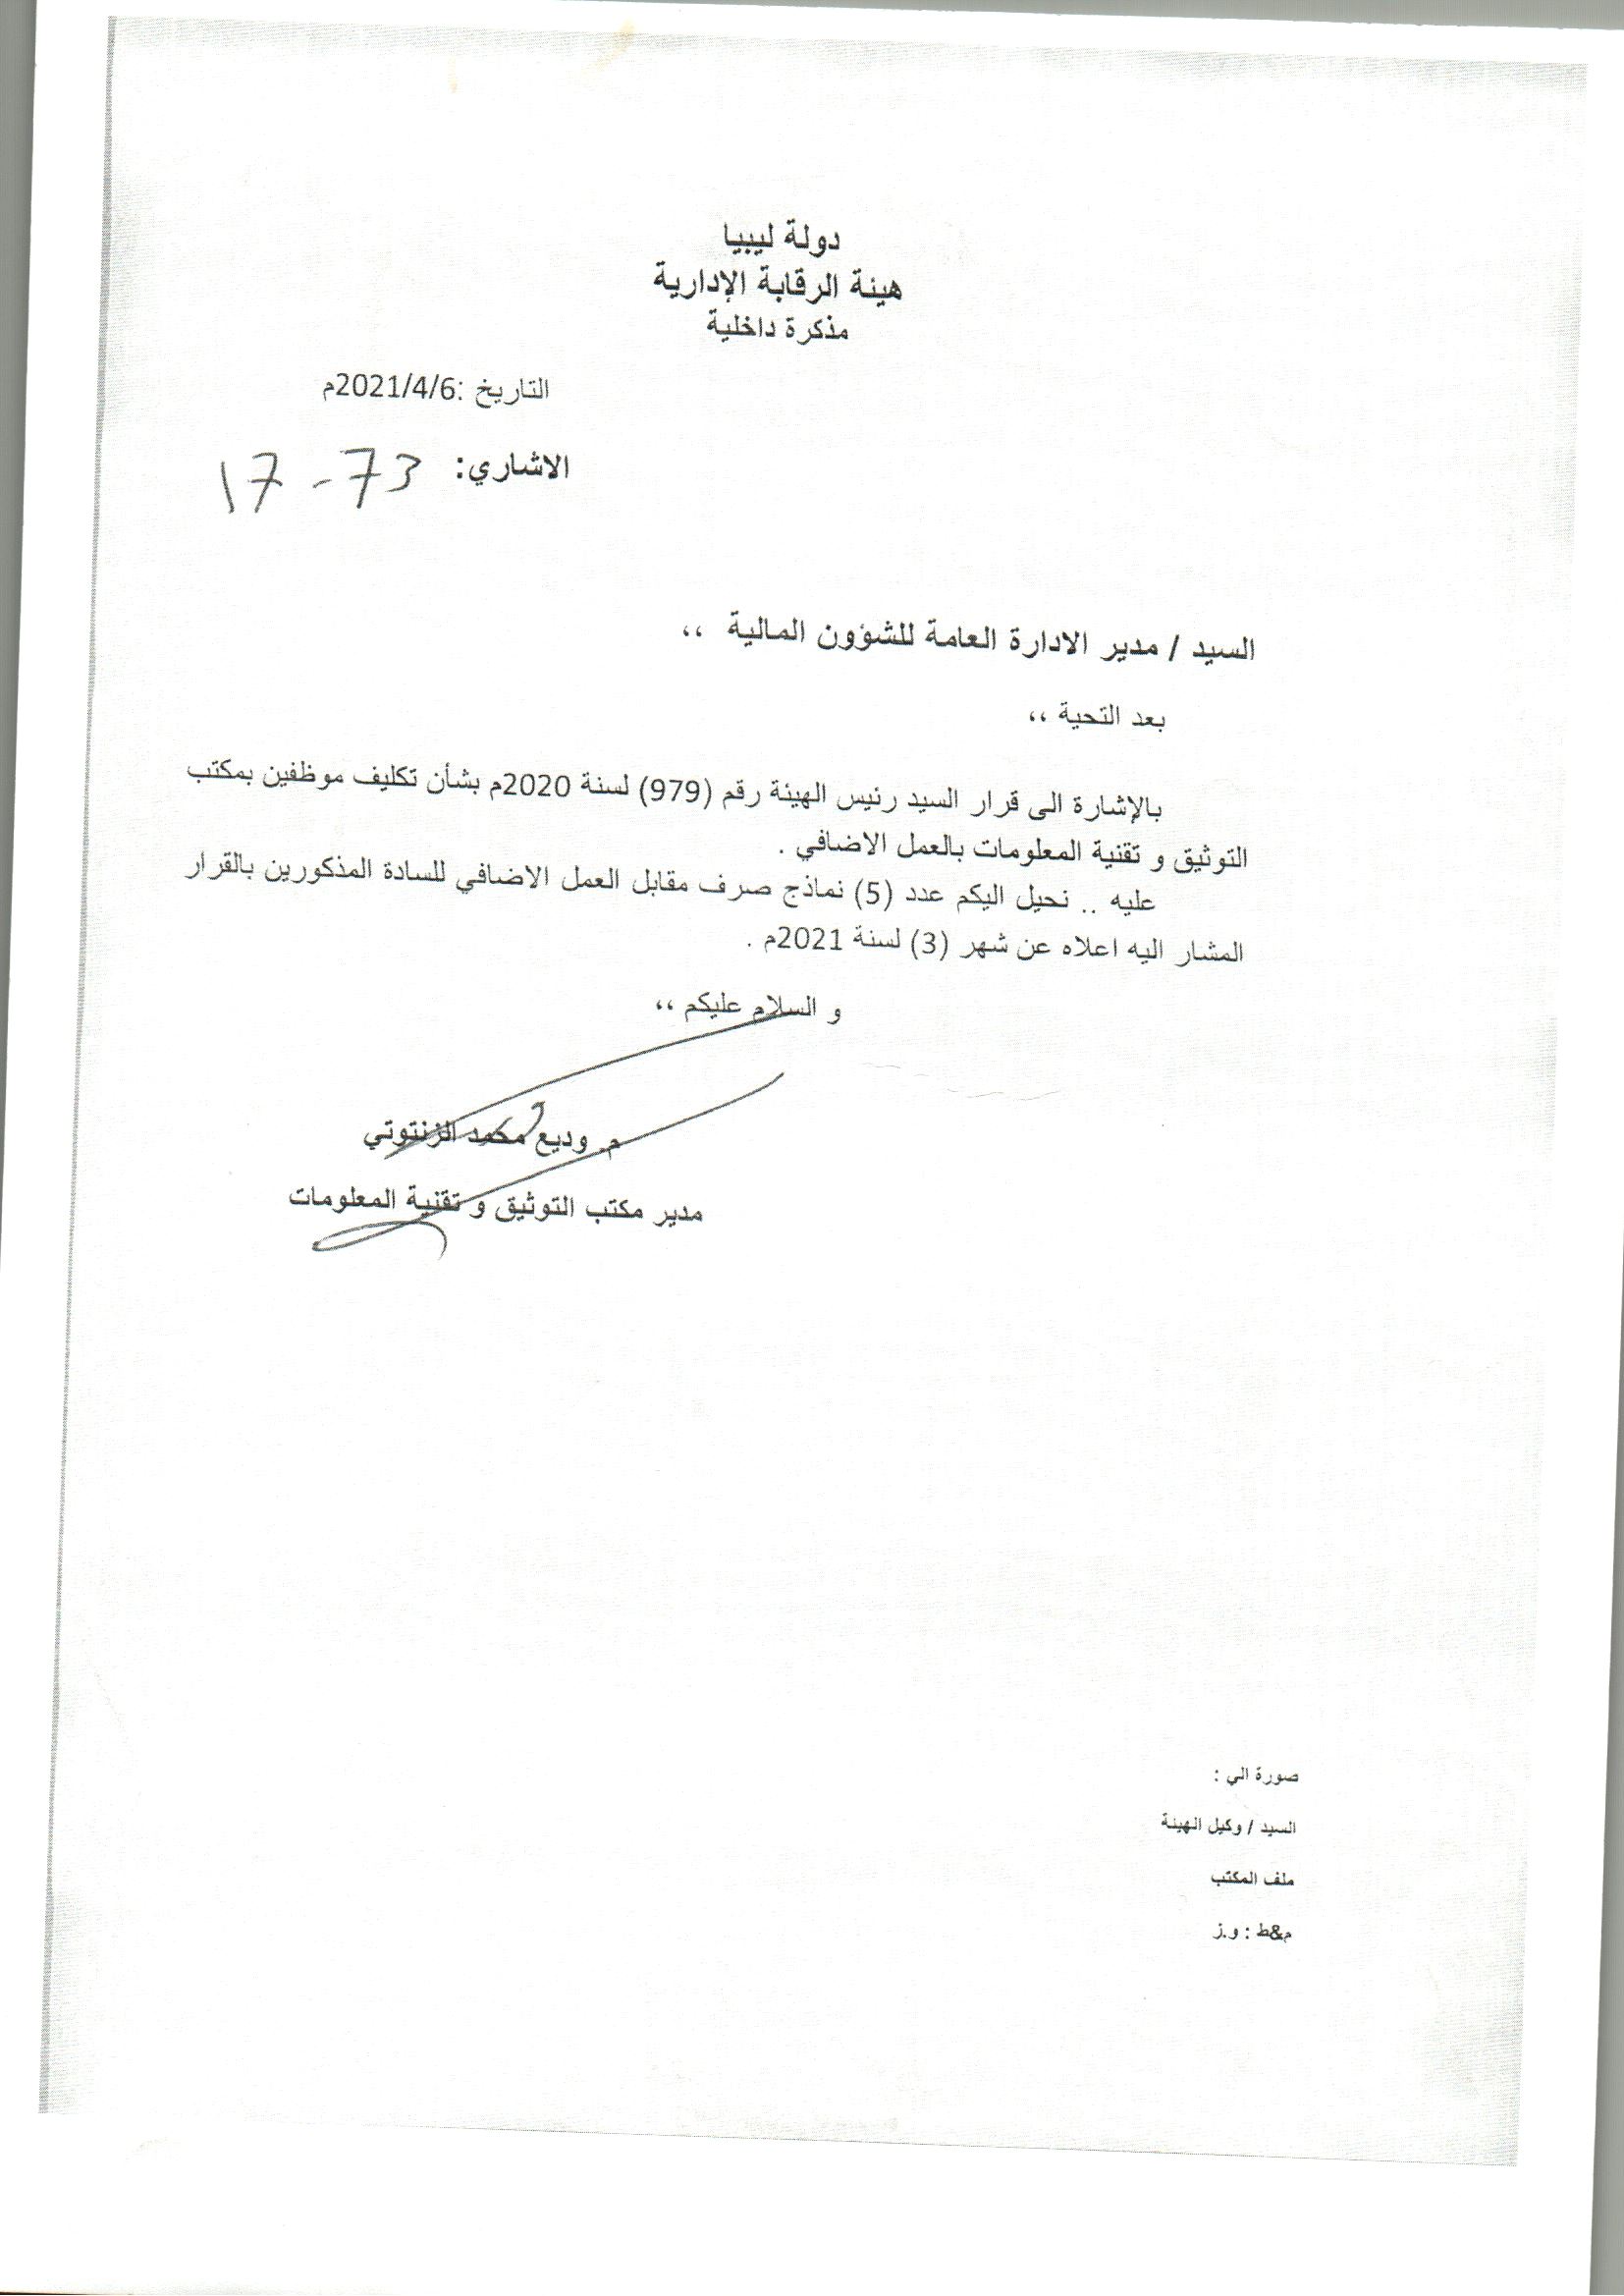 دولة ليبيا
هيئة الرقابة الإدارية
مذكرة داخلية
التاريخ :2021/4/6م
الاشاري: 17 - 73
السيد / مدير الادارة العامة للشؤون المالية ،،
بعد التحية ،،
بالإشارة الى قرار السيد رئيس الهيئة رقم (979) لسنة 2020م بشأن تكليف موظفين بمكتب
التوثيق و تقنية المعلومات بالعمل الاضافي .
عليه .. نحيل اليكم عدد (5) نماذج صرف مقابل العمل الاضافي للسادة المذكورين بالقرار
المشار اليه اعلاه عن شهر (3) لسنة 2021م .
و السلام عليكم ،،
م. وديع محمد الزنتوتي
مدير مكتب التوثيق و تقنية المعلومات
صورة الي :
السيد / وكيل الهيئة
ملف المكتب
م&ط : و.ز